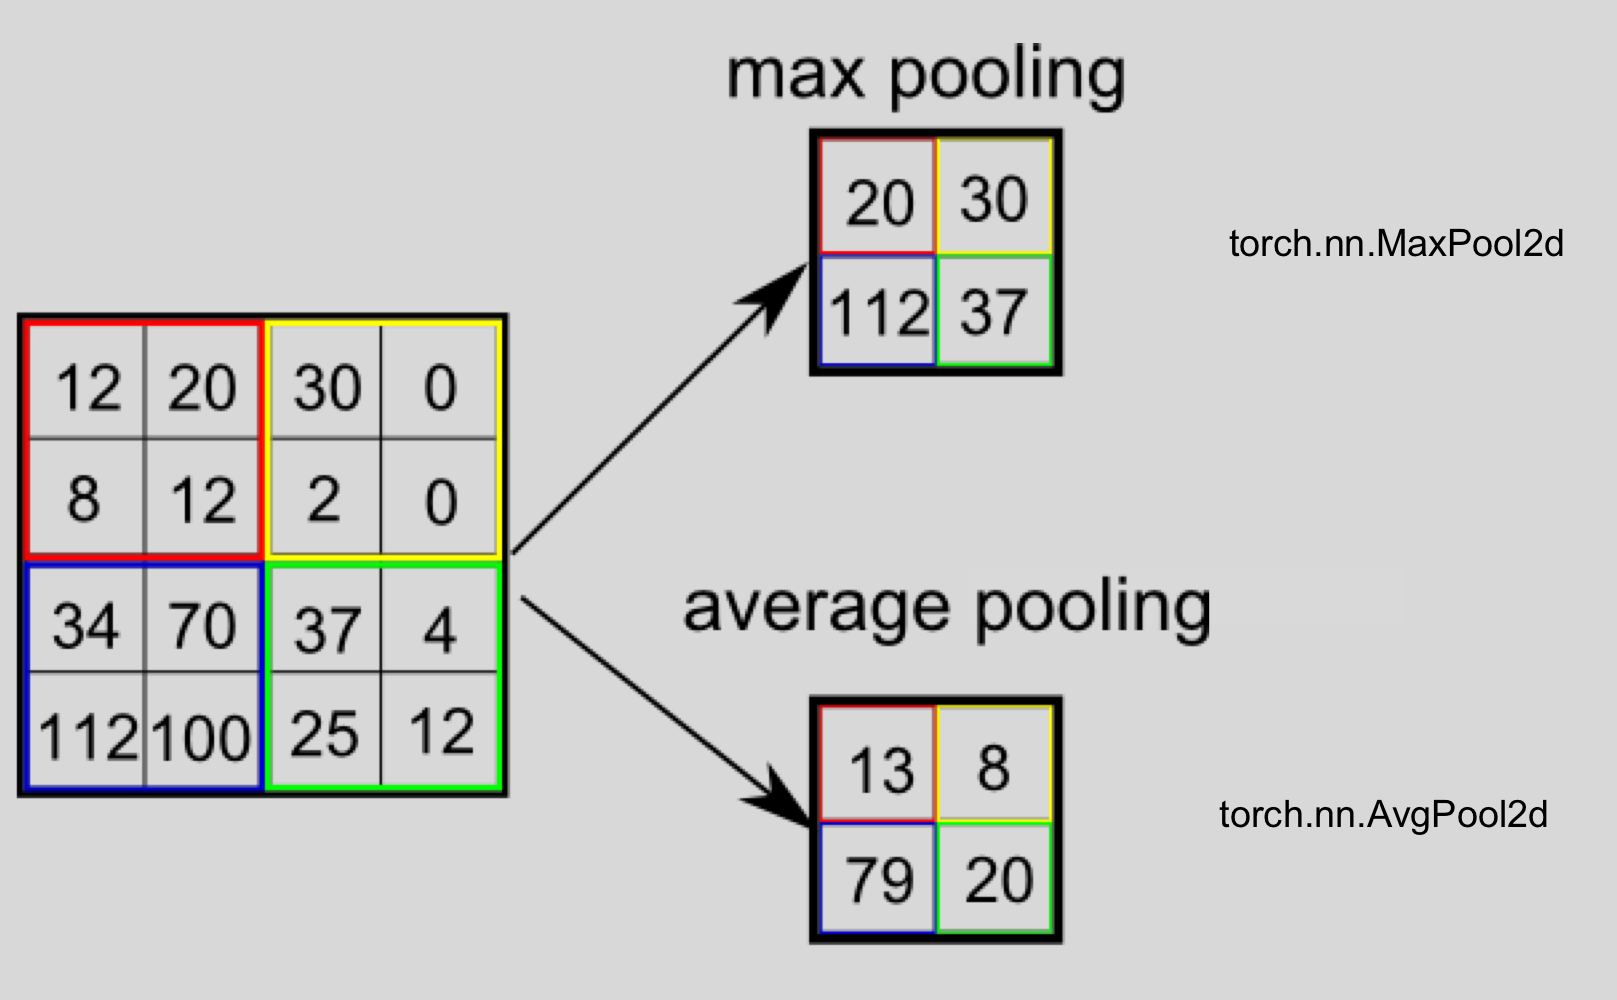 max pooling
20 30
112 37
torch.nn.MaxPool2d
12 20 30 0
8 12 2 0
34 70 37 4
112 100 25 12
average pooling
13 8
79 20
torch.nn.AvgPool2d